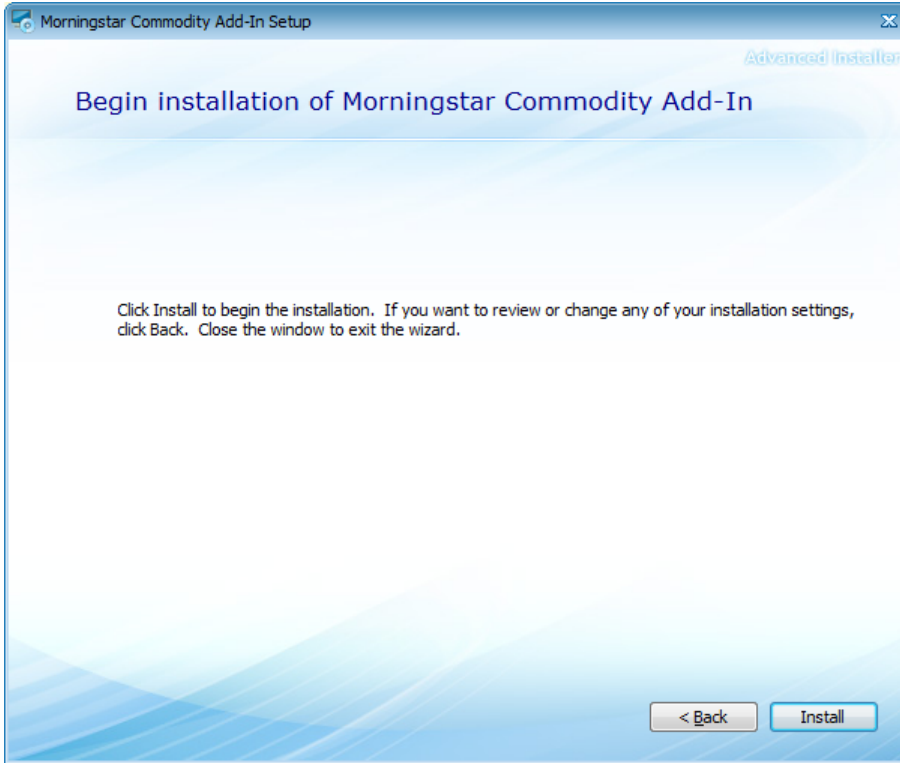 Morningstar Commodity Add-In Setup
Advanced Installer
Begin installation of Morningstar Commodity Add-In
Click Install to begin the installation.  If you want to review or change any of your installation settings,
click Back.  Close the window to exit the wizard.
< Back
Install